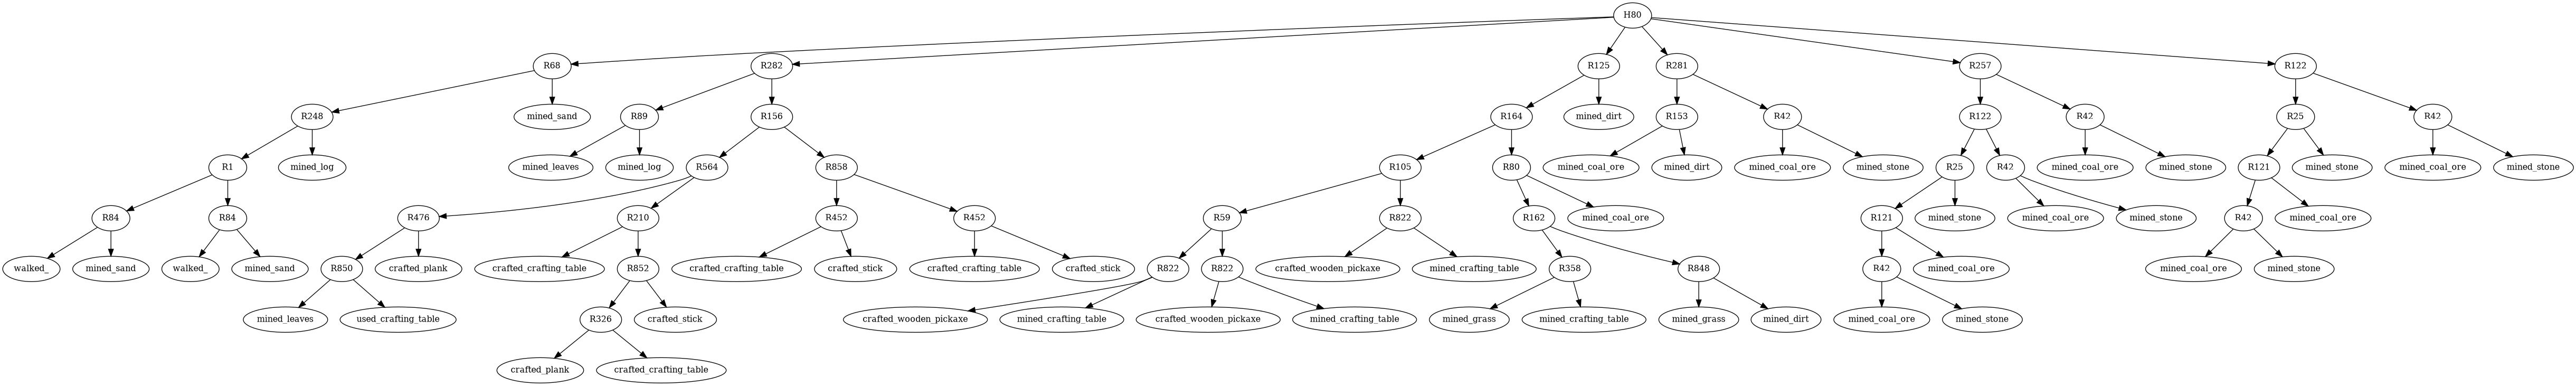 H80
R68 R282 R125 R281 R257 R122
R248 mined_sand R89 R156 R164 mined_dirt R153 R42 R122 R42 R25 R42
R1 mined_log mined_leaves mined_log R564 R858 R105 R80 mined_coal_ore mined_dirt mined_coal_ore mined_stone R25 R42 mined_coal_ore mined_stone R121 mined_stone mined_coal_ore mined_stone
R84 R84 R476 R210 R452 R452 R59 R822 R162 mined_coal_ore R121 mined_stone mined_coal_ore mined_stone R42 mined_coal_ore
walked_ mined_sand walked_ mined_sand R850 crafted_plank crafted_crafting_table R852 crafted_crafting_table crafted_stick crafted_crafting_table crafted_stick R822 R822 crafted_wooden_pickaxe mined_crafting_table R358 R848 R42 mined_coal_ore mined_coal_ore mined_stone
mined_leaves used_crafting_table R326 crafted_stick crafted_wooden_pickaxe mined_crafting_table crafted_wooden_pickaxe mined_crafting_table mined_grass mined_crafting_table mined_grass mined_dirt mined_coal_ore mined_stone
crafted_plank crafted_crafting_table